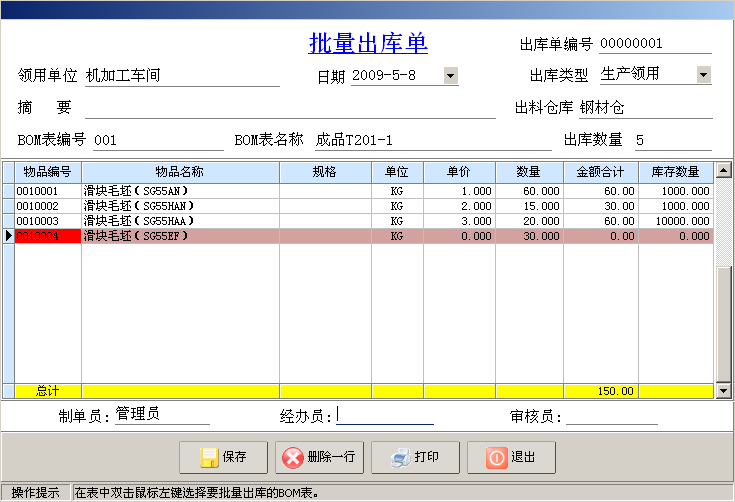 批量出库单
出库单编号 00000001
领用单位 机加工车间 日期 2009-5-8 出库类型 生产领用
摘 要 出料仓库 钢材仓
BOM表编号 001 BOM表名称 成品T201-1 出库数量 5
物品编号 物品名称 规格 单位 单价 数量 金额合计 库存数量
0010001 滑块毛坯(SG55AN) KG 1.000 60.000 60.00 1000.000
0010002 滑块毛坯(SG55HAN) KG 2.000 15.000 30.00 1000.000
0010003 滑块毛坯(SG55HAA) KG 3.000 20.000 60.00 10000.000
0010004 滑块毛坯(SG55EF) KG 0.000 30.000 0.00 0.000
总计 150.00
制单员: 管理员 经办员: 审核员:
保存 删除一行 打印 退出
操作提示 在表中双击鼠标左键选择要批量出库的BOM表。